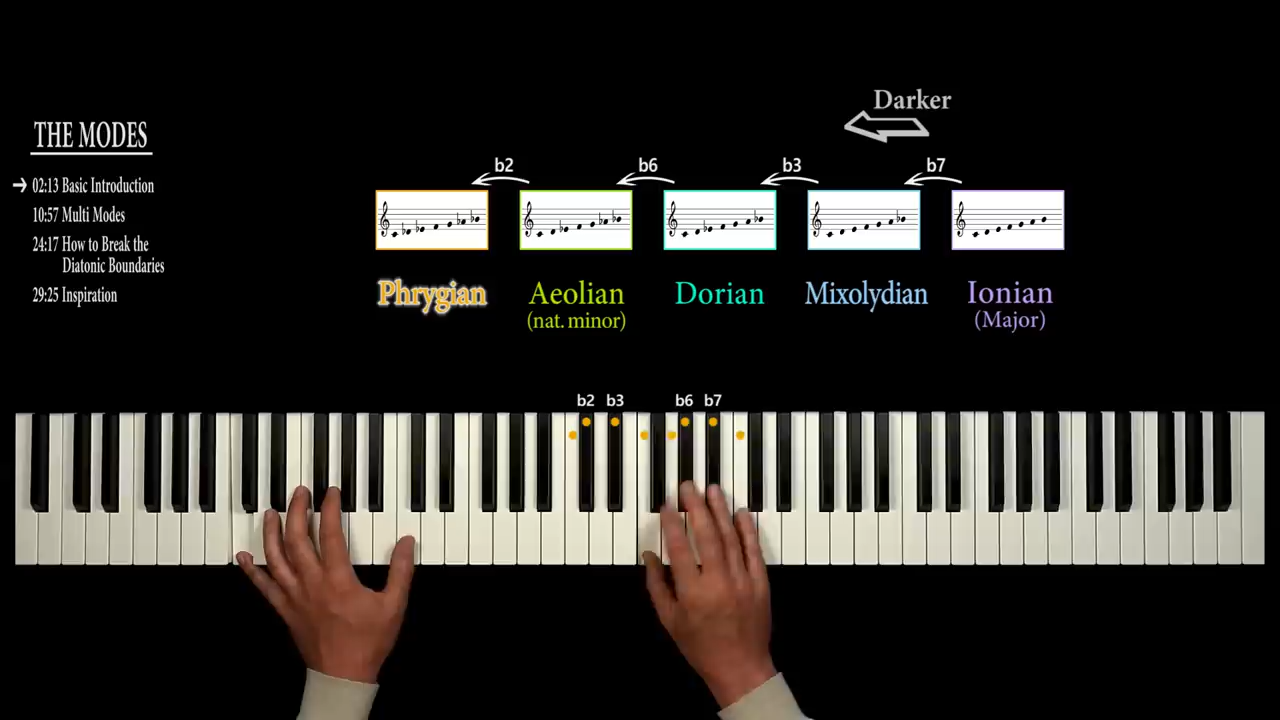 THE MODES
02:13 Basic Introduction
10:57 Multi Modes
24:17 How to Break the
Diatonic Boundaries
29:25 Inspiration
Darker
b2 b6 b3 b7
Phrygian Aeolian Dorian Mixolydian Ionian
(nat. minor) (Major)
b2 b3 b6 b7